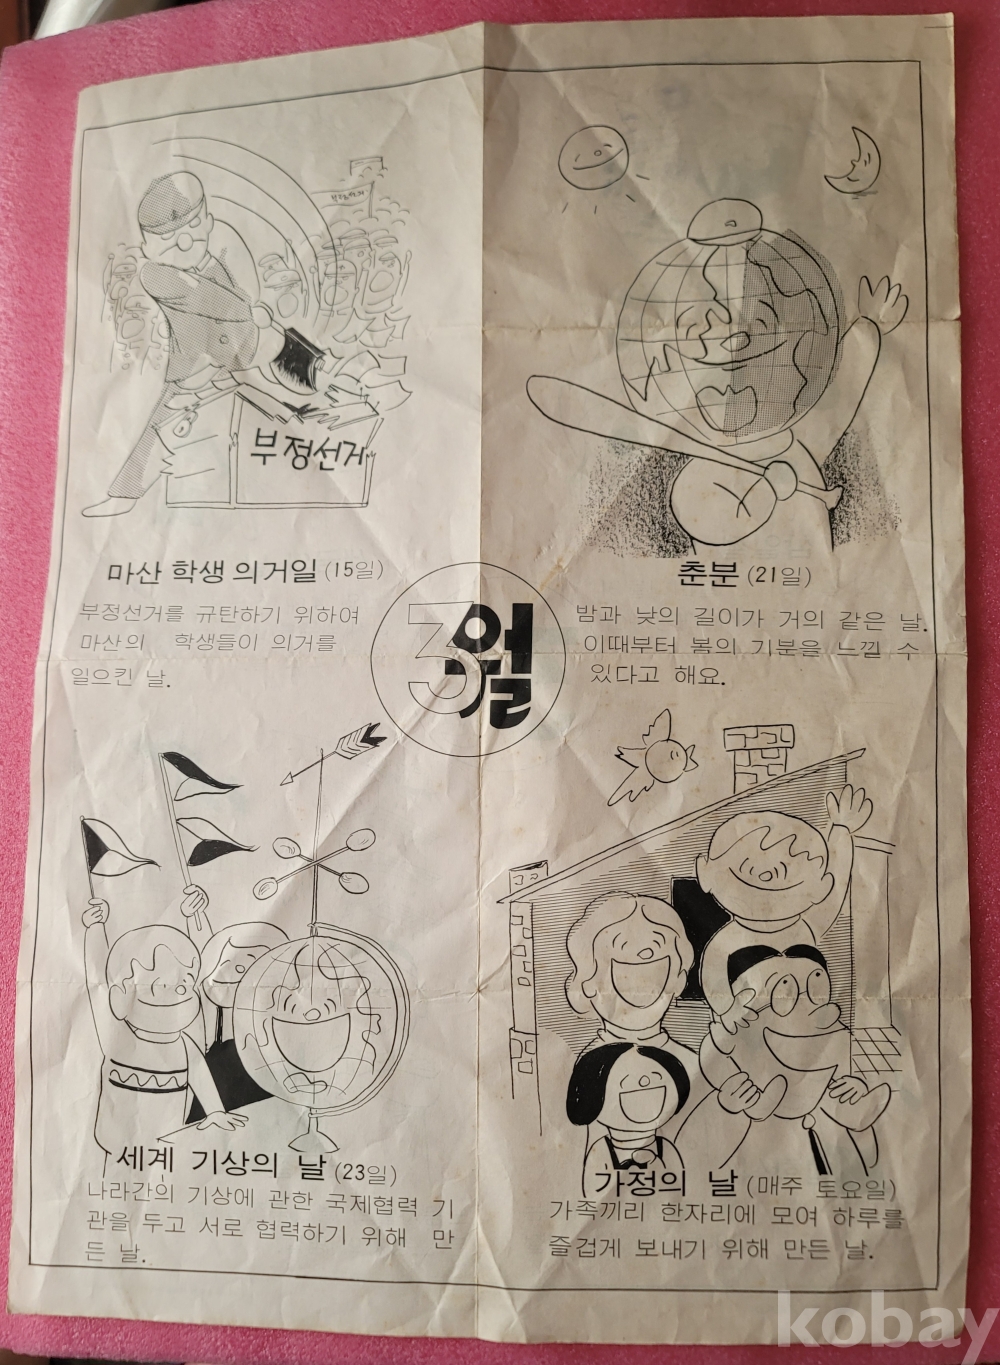 부정선거
마산 학생 의거일 (15일)
부정선거를 규탄하기 위하여
마산의 학생들이 의거를
일으킨 날.
춘분 (21일)
밤과 낮의 길이가 거의 같은 날.
이때부터 봄의 기분을 느낄 수
있다고 해요.
3월
세계 기상의 날 (23일)
나라간의 기상에 관한 국제협력 기
관을 두고 서로 협력하기 위해 만
든 날.
가정의 날 (매주 토요일)
가족끼리 한자리에 모여 하루를
즐겁게 보내기 위해 만든 날.
kobay